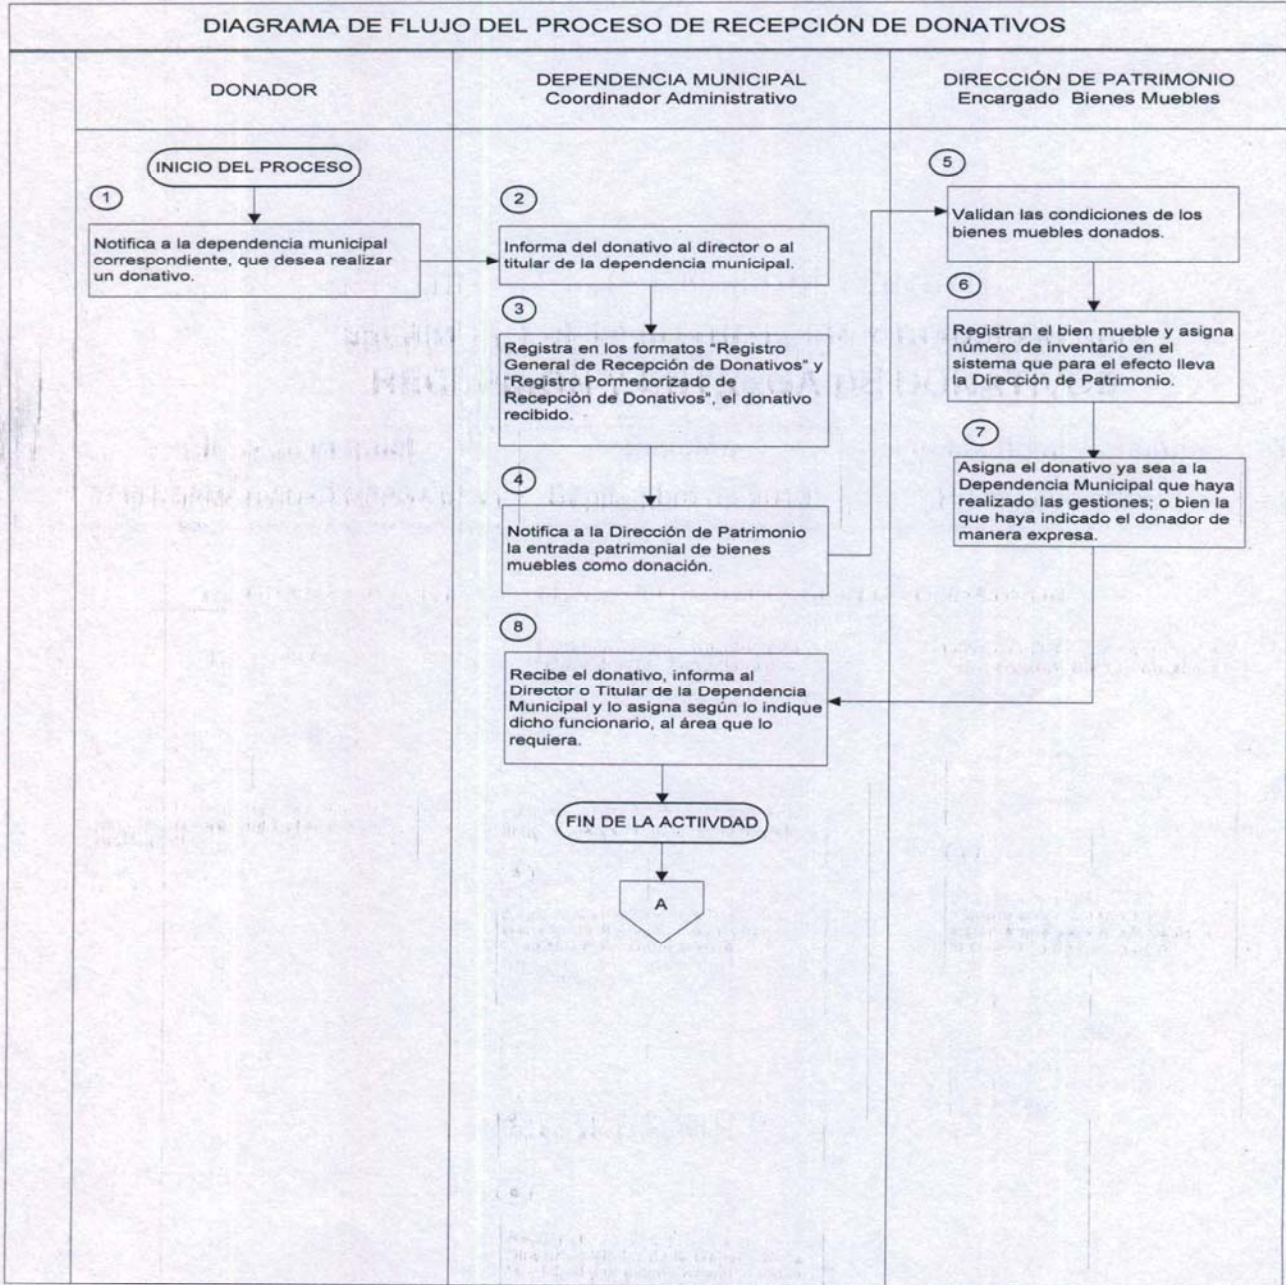 DIAGRAMA DE FLUJO DEL PROCESO DE RECEPCIÓN DE DONATIVOS
DONADOR
DEPENDENCIA MUNICIPAL
Coordinador Administrativo
DIRECCIÓN DE PATRIMONIO
Encargado Bienes Muebles
INICIO DEL PROCESO
1
Notifica a la dependencia municipal
correspondiente, que desea realizar
un donativo.
2
Informa del donativo al director o al
titular de la dependencia municipal.
3
Registra en los formatos "Registro
General de Recepción de Donativos" y
"Registro Pormenorizado de
Recepción de Donativos", el donativo
recibido.
4
Notifica a la Dirección de Patrimonio
la entrada patrimonial de bienes
muebles como donación.
5
Validan las condiciones de los
bienes muebles donados.
6
Registran el bien mueble y asigna
número de inventario en el
sistema que para el efecto lleva
la Dirección de Patrimonio.
7
Asigna el donativo ya sea a la
Dependencia Municipal que haya
realizado las gestiones; o bien la
que haya indicado el donador de
manera expresa.
8
Recibe el donativo, informa al
Director o Titular de la Dependencia
Municipal y lo asigna según lo indique
dicho funcionario, al área que lo
requiera.
FIN DE LA ACTIIVDAD
A